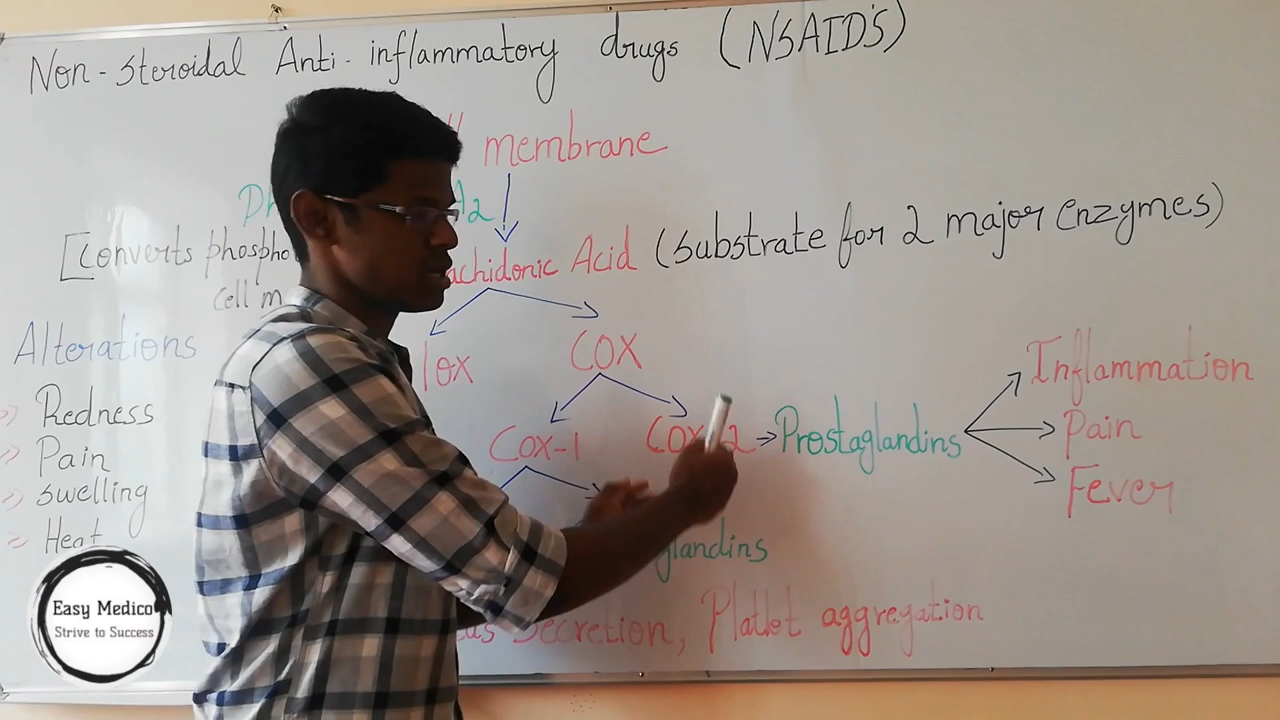 Non-Steroidal Anti-inflammatory drugs (NSAID'S)
membrane
A2
[Converts phospho
cell m
achidonic Acid (Substrate for 2 major Enzymes)
Alterations
Redness
Pain
Swelling
Heat
lox
COX
Cox-1
Cox-2
Prostaglandins
Inflammation
Pain
Fever
glandins
Secretion, Platlet aggregation
Easy Medico
Strive to Success